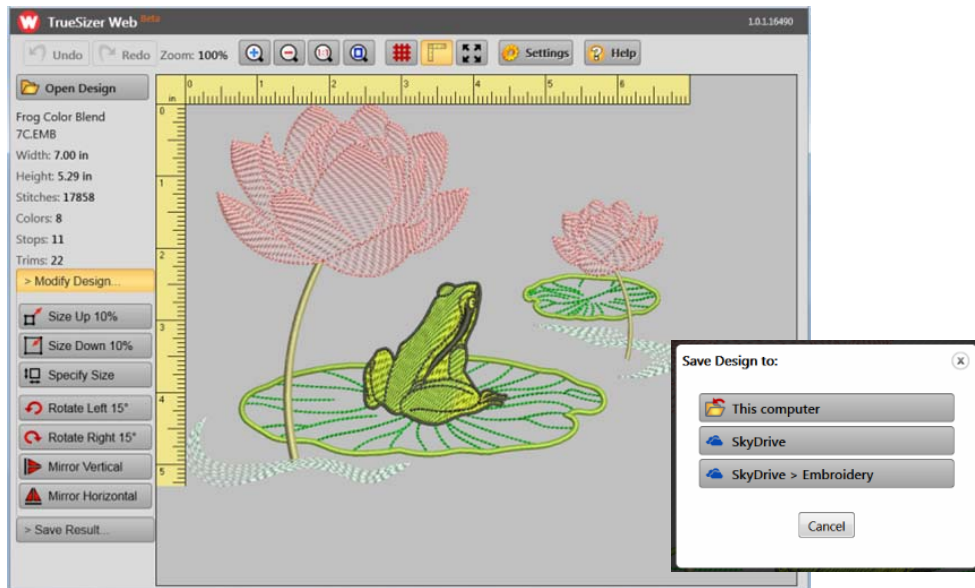 W TrueSizer Web Beta
1.0.1.16490
Undo Redo Zoom: 100% 1:1 Settings ? Help
Open Design
Frog Color Blend
7C.EMB
Width: 7.00 in
Height: 5.29 in
Stitches: 17858
Colors: 8
Stops: 11
Trims: 22
> Modify Design...
Size Up 10%
Size Down 10%
Specify Size
Rotate Left 15°
Rotate Right 15°
Mirror Vertical
Mirror Horizontal
> Save Result...
in 0 1 2 3 4 5 6
0
1
2
3
4
5
Save Design to:
This computer
SkyDrive
SkyDrive > Embroidery
Cancel